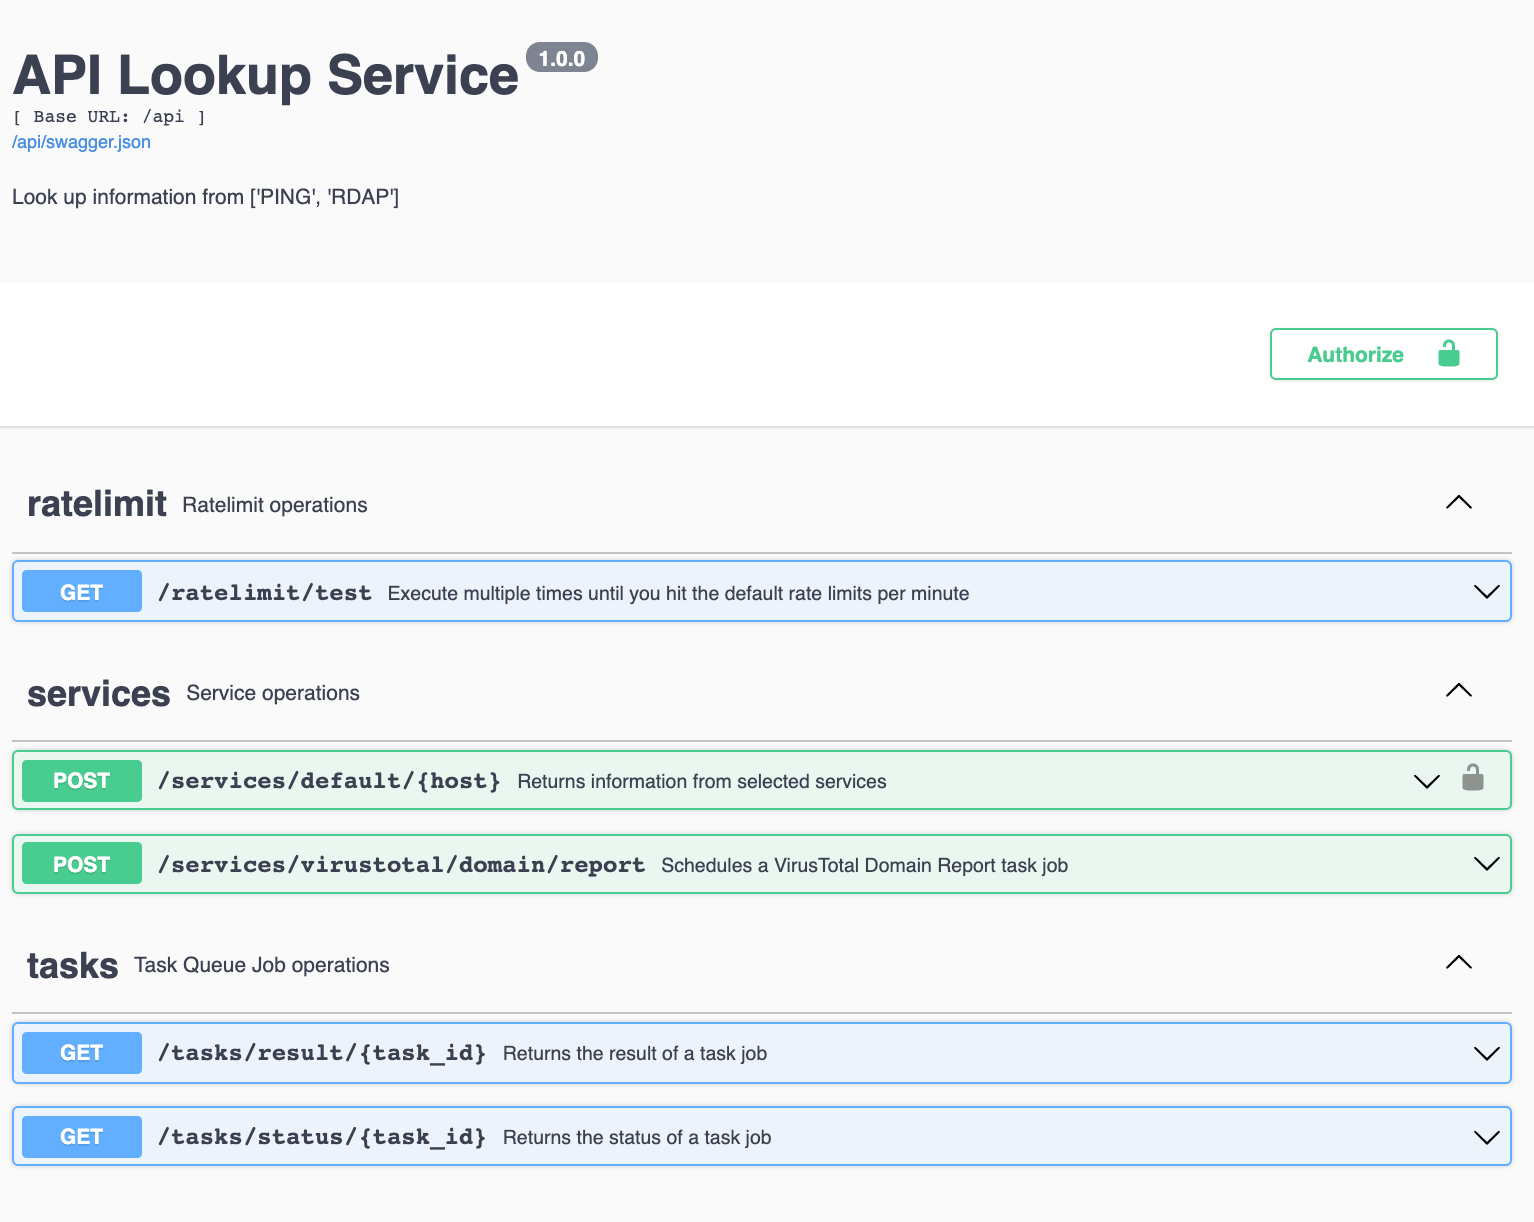 API Lookup Service 1.0.0
[ Base URL: /api ]
/api/swagger.json
Look up information from ['PING', 'RDAP']
Authorize
ratelimit Ratelimit operations
GET /ratelimit/test Execute multiple times until you hit the default rate limits per minute
services Service operations
POST /services/default/{host} Returns information from selected services
POST /services/virustotal/domain/report Schedules a VirusTotal Domain Report task job
tasks Task Queue Job operations
GET /tasks/result/{task_id} Returns the result of a task job
GET /tasks/status/{task_id} Returns the status of a task job